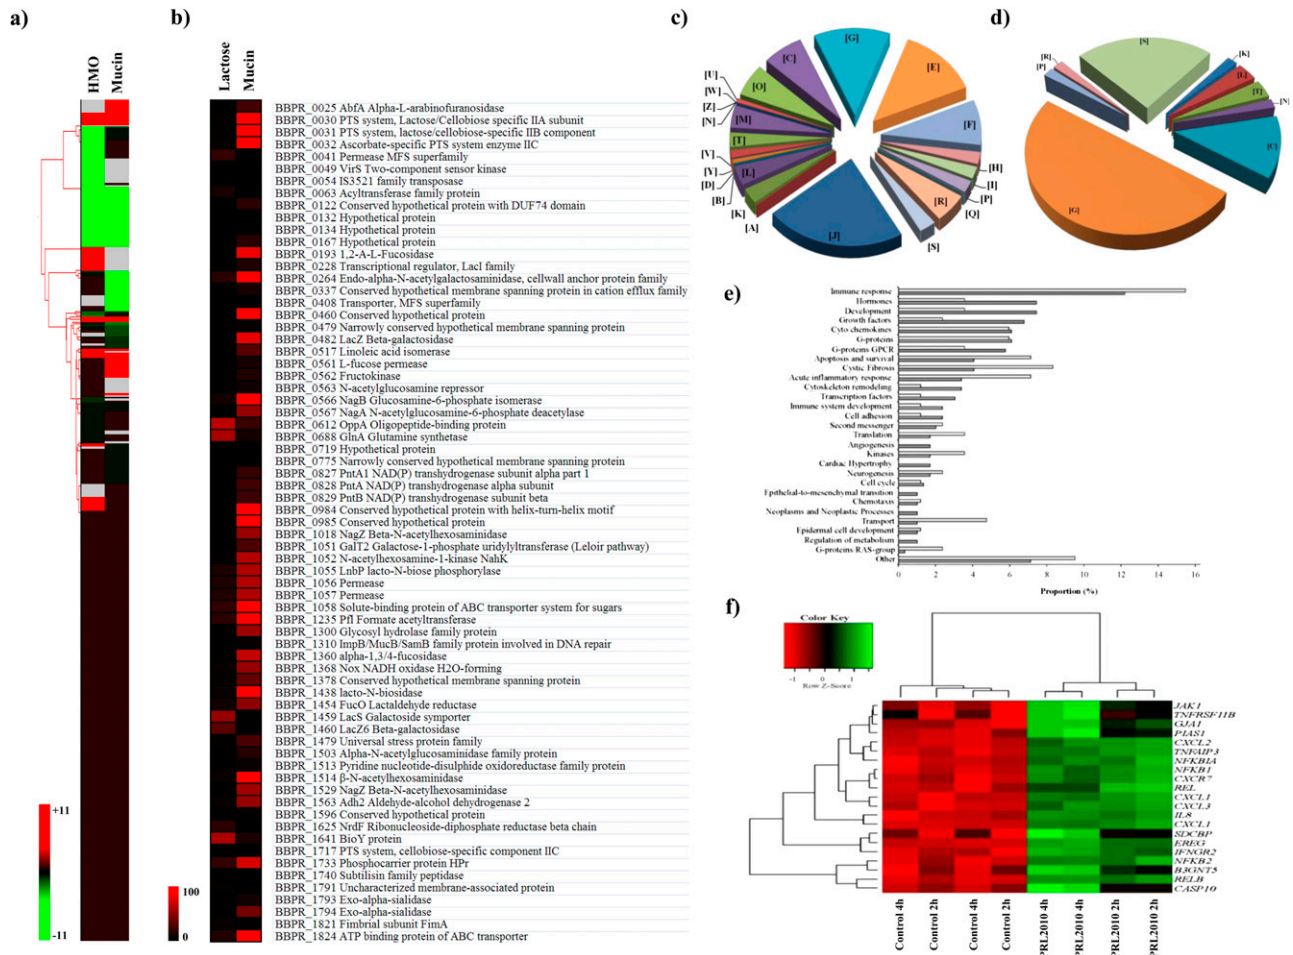 a)
HMO
Mucin
+11
-11
b)
Lactose
Mucin
BBPR_0025 AbfA Alpha-L-arabinofuranosidase
BBPR_0030 PTS system, Lactose/Cellobiose specific IIA subunit
BBPR_0031 PTS system, lactose/cellobiose-specific IIB component
BBPR_0032 Ascorbate-specific PTS system enzyme IIC
BBPR_0041 Permease MFS superfamily
BBPR_0049 VirS Two-component sensor kinase
BBPR_0054 IS3521 family transposase
BBPR_0063 Acyltransferase family protein
BBPR_0122 Conserved hypothetical protein with DUF74 domain
BBPR_0132 Hypothetical protein
BBPR_0134 Hypothetical protein
BBPR_0167 Hypothetical protein
BBPR_0193 1,2-A-L-Fucosidase
BBPR_0228 Transcriptional regulator, LacI family
BBPR_0264 Endo-alpha-N-acetylgalactosaminidase, cellwall anchor protein family
BBPR_0337 Conserved hypothetical membrane spanning protein in cation efflux family
BBPR_0408 Transporter, MFS superfamily
BBPR_0460 Conserved hypothetical protein
BBPR_0479 Narrowly conserved hypothetical membrane spanning protein
BBPR_0482 LacZ Beta-galactosidase
BBPR_0517 Linoleic acid isomerase
BBPR_0561 L-fucose permease
BBPR_0562 Fructokinase
BBPR_0563 N-acetylglucosamine repressor
BBPR_0566 NagB Glucosamine-6-phosphate isomerase
BBPR_0567 NagA N-acetylglucosamine-6-phosphate deacetylase
BBPR_0612 OppA Oligopeptide-binding protein
BBPR_0688 GlnA Glutamine synthetase
BBPR_0719 Hypothetical protein
BBPR_0775 Narrowly conserved hypothetical membrane spanning protein
BBPR_0827 PntA1 NAD(P) transhydrogenase subunit alpha part 1
BBPR_0828 PntA NAD(P) transhydrogenase alpha subunit
BBPR_0829 PntB NAD(P) transhydrogenase subunit beta
BBPR_0984 Conserved hypothetical protein with helix-turn-helix motif
BBPR_0985 Conserved hypothetical protein
BBPR_1018 NagZ Beta-N-acetylhexosaminidase
BBPR_1051 GalT2 Galactose-1-phosphate uridylyltransferase (Leloir pathway)
BBPR_1052 N-acetylhexosamine-1-kinase NahK
BBPR_1055 LnbP lacto-N-biose phosphorylase
BBPR_1056 Permease
BBPR_1057 Permease
BBPR_1058 Solute-binding protein of ABC transporter system for sugars
BBPR_1235 Pfl Formate acetyltransferase
BBPR_1300 Glycosyl hydrolase family protein
BBPR_1310 ImpB/MucB/SamB family protein involved in DNA repair
BBPR_1360 alpha-1,3/4-fucosidase
BBPR_1368 Nox NADH oxidase H2O-forming
BBPR_1378 Conserved hypothetical membrane spanning protein
BBPR_1438 lacto-N-biosidase
BBPR_1454 FucO Lactaldehyde reductase
BBPR_1459 LacS Galactoside symporter
BBPR_1460 LacZ6 Beta-galactosidase
BBPR_1479 Universal stress protein family
BBPR_1503 Alpha-N-acetylglucosaminidase family protein
BBPR_1513 Pyridine nucleotide-disulphide oxidoreductase family protein
BBPR_1514 β-N-acetylhexosaminidase
BBPR_1529 NagZ Beta-N-acetylhexosaminidase
BBPR_1563 Adh2 Aldehyde-alcohol dehydrogenase 2
BBPR_1596 Conserved hypothetical protein
BBPR_1625 NrdF Ribonucleoside-diphosphate reductase beta chain
BBPR_1641 BioY protein
BBPR_1717 PTS system, cellobiose-specific component IIC
BBPR_1733 Phosphocarrier protein HPr
BBPR_1740 Subtilisin family peptidase
BBPR_1791 Uncharacterized membrane-associated protein
BBPR_1793 Exo-alpha-sialidase
BBPR_1794 Exo-alpha-sialidase
BBPR_1821 Fimbrial subunit FimA
BBPR_1824 ATP binding protein of ABC transporter
100
0
c)
[G]
[E]
[F]
[H]
[I]
[P]
[Q]
[R]
[S]
[J]
[A]
[K]
[B]
[L]
[D]
[Y]
[V]
[T]
[M]
[N]
[Z]
[W]
[U]
[O]
[C]
d)
[S]
[K]
[L]
[T]
[N]
[C]
[G]
[P]
[R]
e)
Immune response
Hormones
Development
Growth factors
Cyto chemokines
G-proteins
G-proteins GPCR
Apoptosis and survival
Cystic Fibrosis
Acute inflammatory response
Cytoskeleton remodeling
Transcription factors
Immune system development
Cell adhesion
Second messenger
Translation
Angiogenesis
Kinases
Cardiac Hypertrophy
Neurogenesis
Cell cycle
Epithelial-to-mesenchymal transition
Chemotaxis
Neoplasms and Neoplastic Processes
Transport
Epidermal cell development
Regulation of metabolism
G-proteins RAS-group
Other
0 2 4 6 8 10 12 14 16
Proportion (%)
f)
Color Key
-1 0 1
Row Z-Score
JAK1
TNFRSF11B
GJA1
PIAS1
CXCL2
TNFAIP3
NFKBIA
NFKB1
CXCR7
REL
CXCL1
CXCL3
IL8
CXCL1
SDCBP
EREG
IFNGR2
NFKB2
B3GNT5
RELB
CASP10
Control 4h
Control 2h
Control 4h
Control 2h
PRL2010 4h
PRL2010 4h
PRL2010 2h
PRL2010 2h